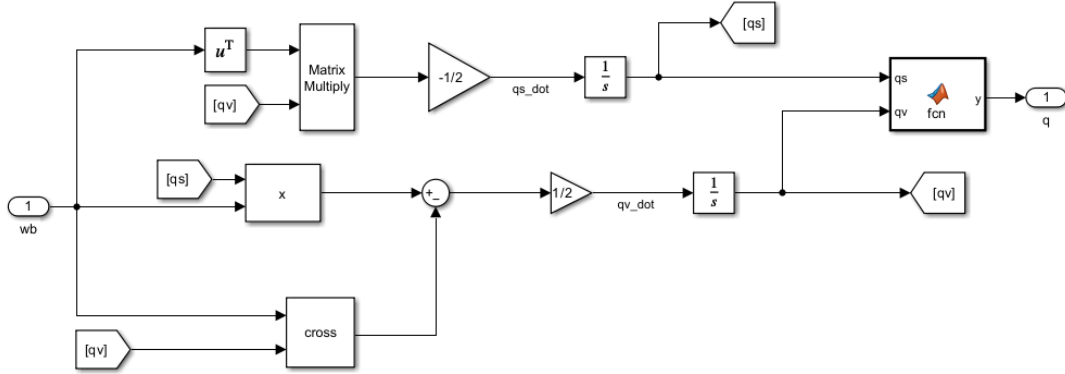 [qs]
uᵀ
Matrix
Multiply
-1/2
1
s
qs_dot
[qv]
qs
qv
fcn
y
1
q
[qs]
x
+
−
1/2
qv_dot
1
s
[qv]
1
wb
cross
[qv]